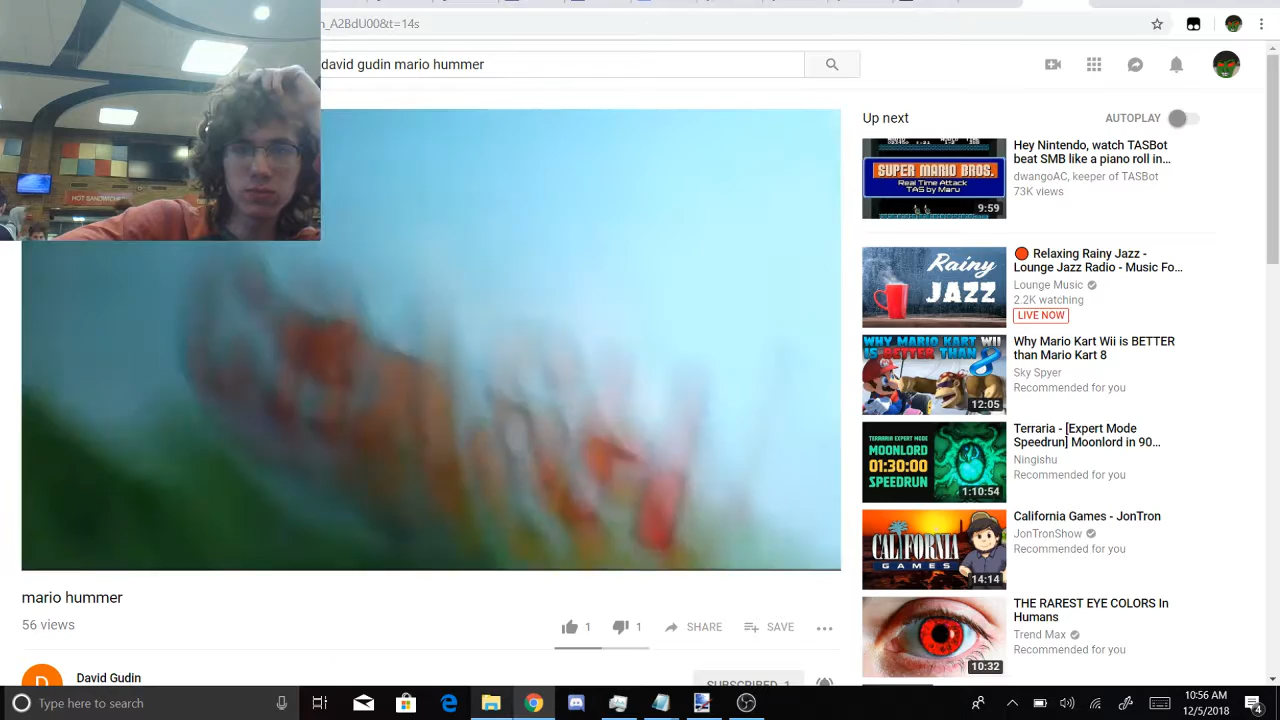 n_A2BdU00&t=14s
david gudin mario hummer
HOT SANDWICHES
Up next
AUTOPLAY
SUPER MARIO BROS.
Real Time Attack
TAS by Maru
9:59
Hey Nintendo, watch TASBot
beat SMB like a piano roll in...
dwangoAC, keeper of TASBot
73K views
Rainy
JAZZ
Relaxing Rainy Jazz -
Lounge Jazz Radio - Music Fo...
Lounge Music
2.2K watching
LIVE NOW
WHY MARIO KART WII
IS BETTER THAN
8
12:05
Why Mario Kart Wii is BETTER
than Mario Kart 8
Sky Spyer
Recommended for you
TERRARIA EXPERT MODE
MOONLORD
01:30:00
SPEEDRUN
1:10:54
Terraria - [Expert Mode
Speedrun] Moonlord in 90...
Ningishu
Recommended for you
CALIFORNIA
GAMES
14:14
California Games - JonTron
JonTronShow
Recommended for you
10:32
THE RAREST EYE COLORS In
Humans
Trend Max
Recommended for you
mario hummer
56 views
1
1
SHARE
SAVE
D
David Gudin
SUBSCRIBED 1
Type here to search
10:56 AM
12/5/2018
4